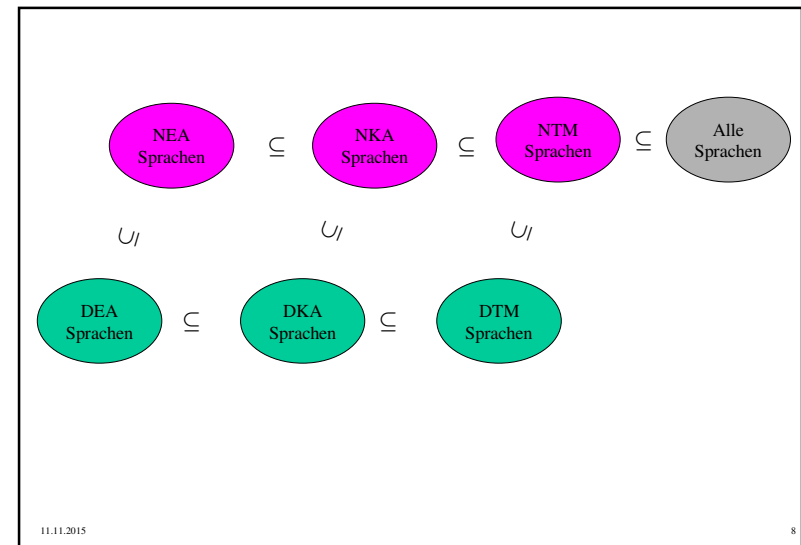 NEA
Sprachen
⊆
NKA
Sprachen
⊆
NTM
Sprachen
⊆
Alle
Sprachen
⊆
⊆
⊆
DEA
Sprachen
⊆
DKA
Sprachen
⊆
DTM
Sprachen
11.11.2015
8